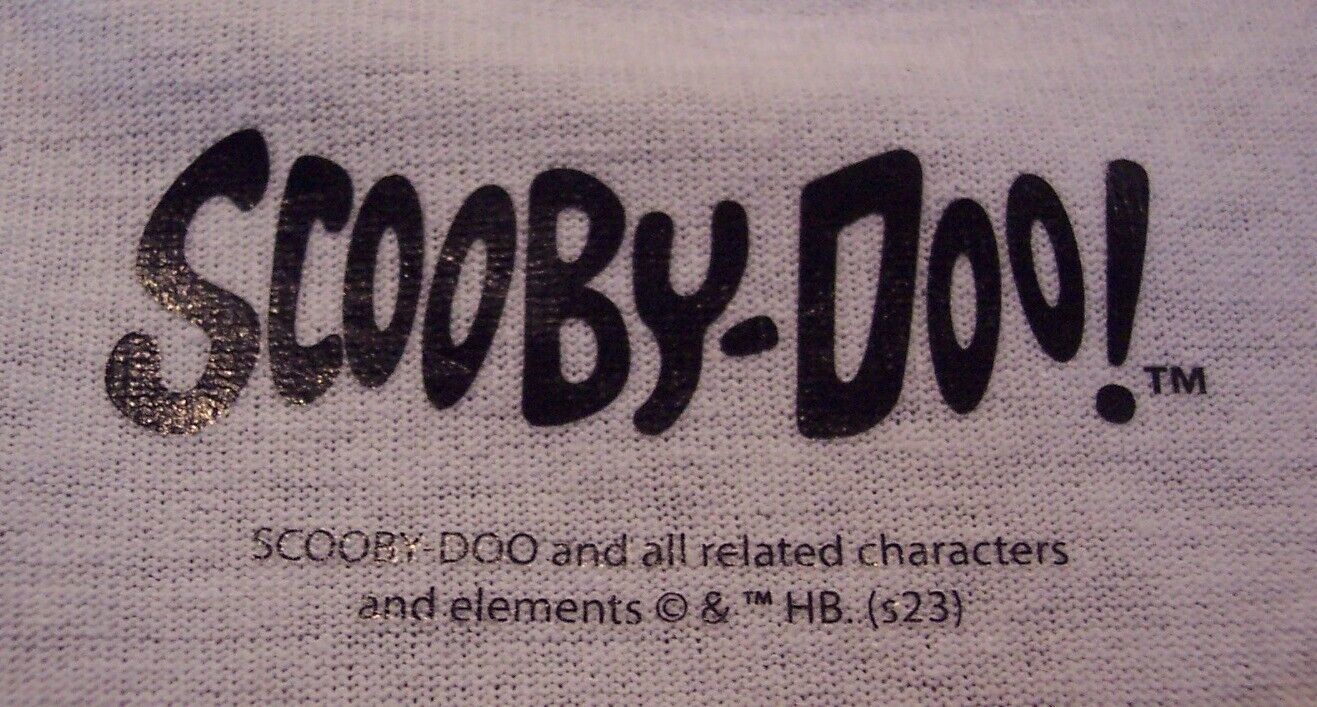 SCOOBY-DOO!™
SCOOBY-DOO and all related characters
and elements © & ™ HB. (s23)